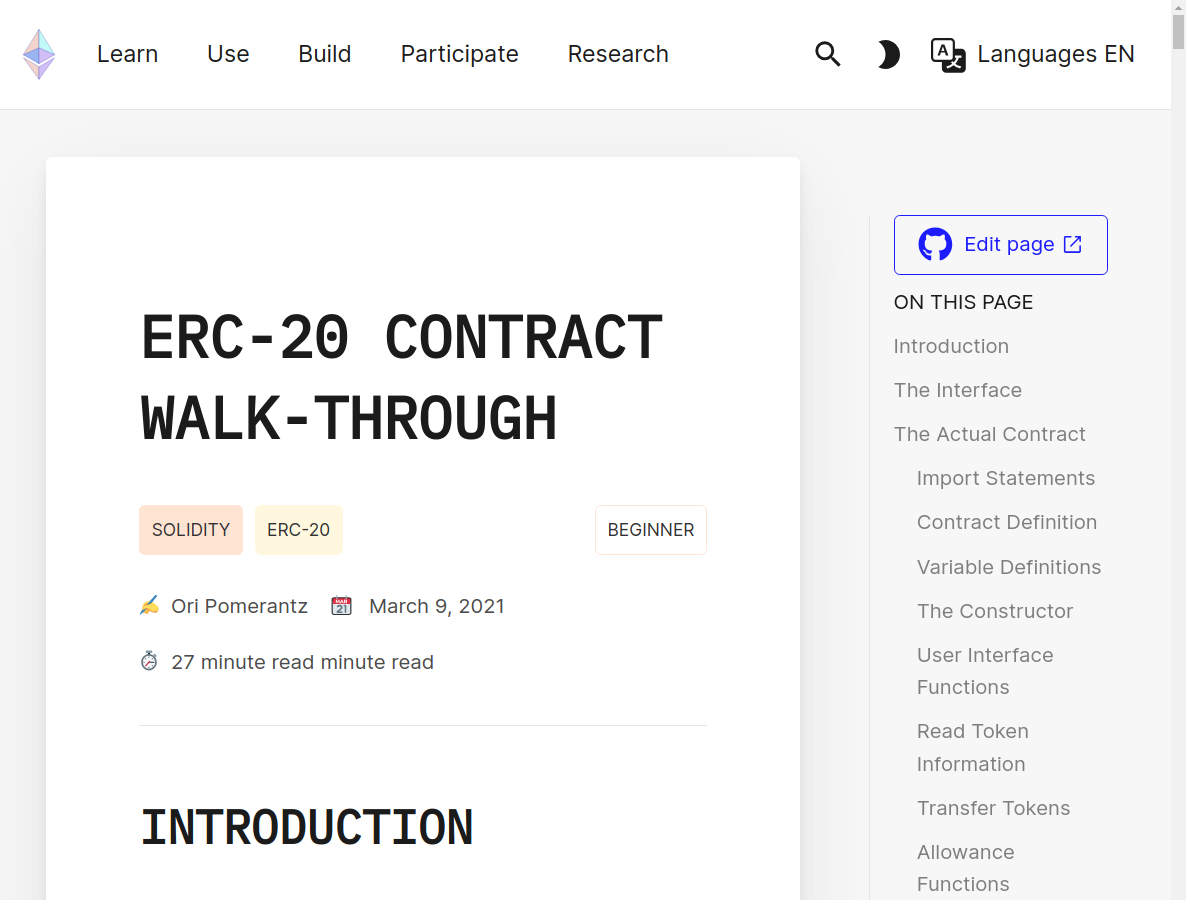 Learn Use Build Participate Research Languages EN
ERC-20 CONTRACT
WALK-THROUGH
SOLIDITY ERC-20 BEGINNER
Ori Pomerantz March 9, 2021
27 minute read minute read
INTRODUCTION
Edit page
ON THIS PAGE
Introduction
The Interface
The Actual Contract
Import Statements
Contract Definition
Variable Definitions
The Constructor
User Interface
Functions
Read Token
Information
Transfer Tokens
Allowance
Functions